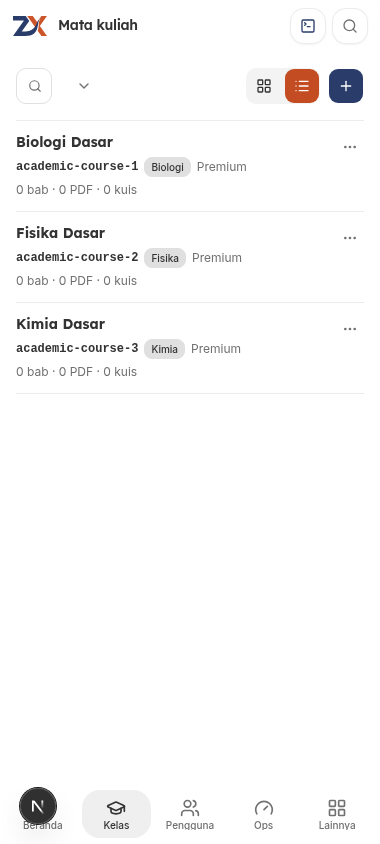 ZX Mata kuliah
Biologi Dasar
academic-course-1 Biologi Premium
0 bab · 0 PDF · 0 kuis
Fisika Dasar
academic-course-2 Fisika Premium
0 bab · 0 PDF · 0 kuis
Kimia Dasar
academic-course-3 Kimia Premium
0 bab · 0 PDF · 0 kuis
N
Beranda Kelas Pengguna Ops Lainnya